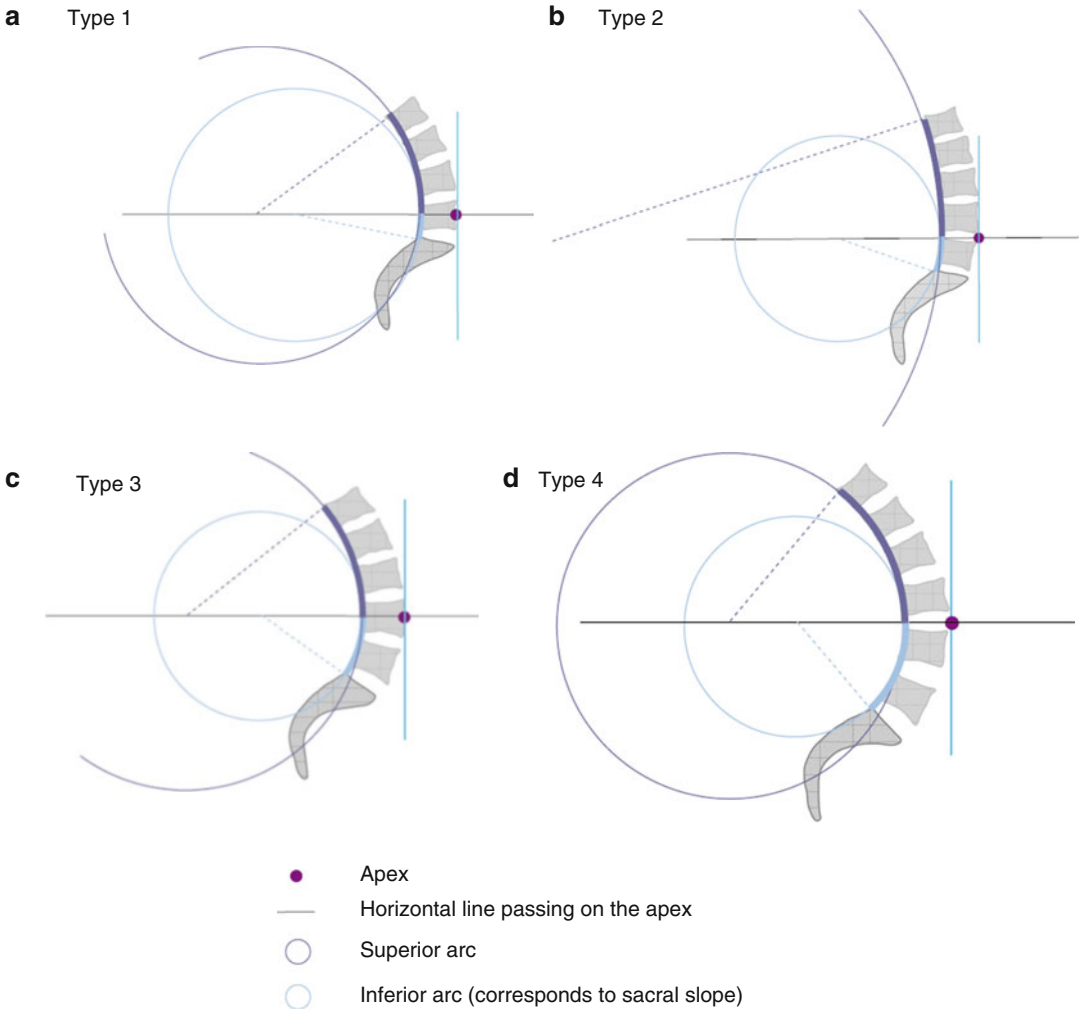 a Type 1
b Type 2
c Type 3
d Type 4
Apex
Horizontal line passing on the apex
Superior arc
Inferior arc (corresponds to sacral slope)